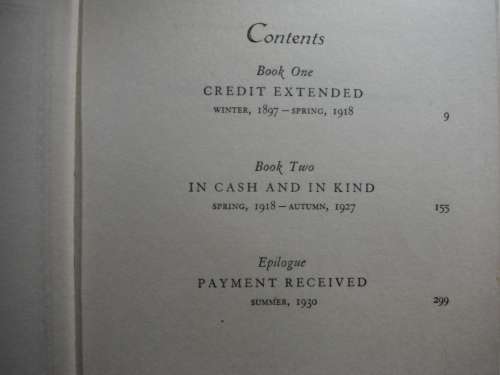 Contents
Book One
CREDIT EXTENDED
WINTER, 1897 – SPRING, 1918 9
Book Two
IN CASH AND IN KIND
SPRING, 1918 – AUTUMN, 1927 155
Epilogue
PAYMENT RECEIVED
SUMMER, 1930 299